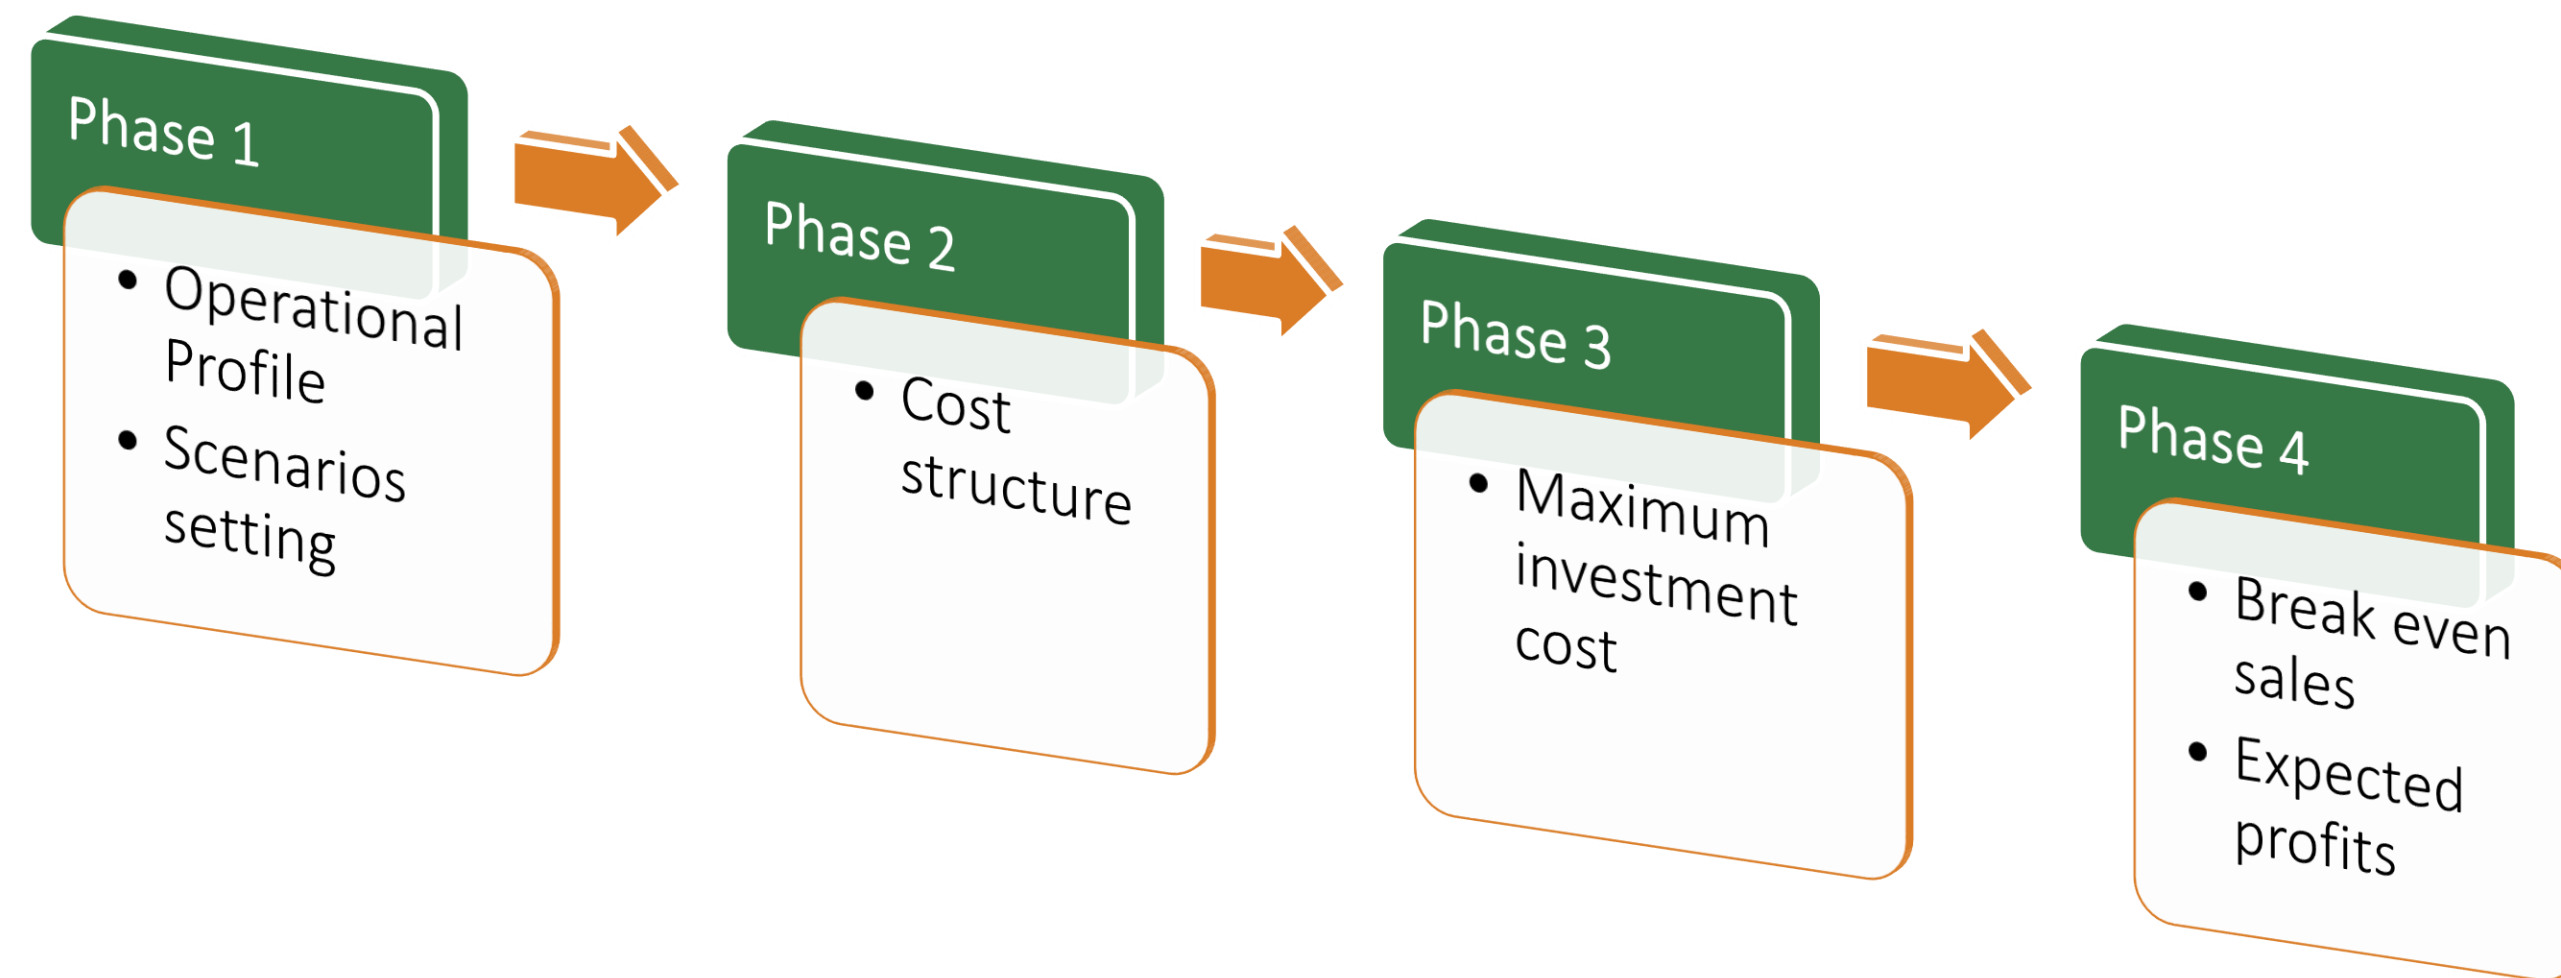 Phase 1
• Operational
Profile
• Scenarios
setting
Phase 2
• Cost
structure
Phase 3
• Maximum
investment
cost
Phase 4
• Break even
sales
• Expected
profits